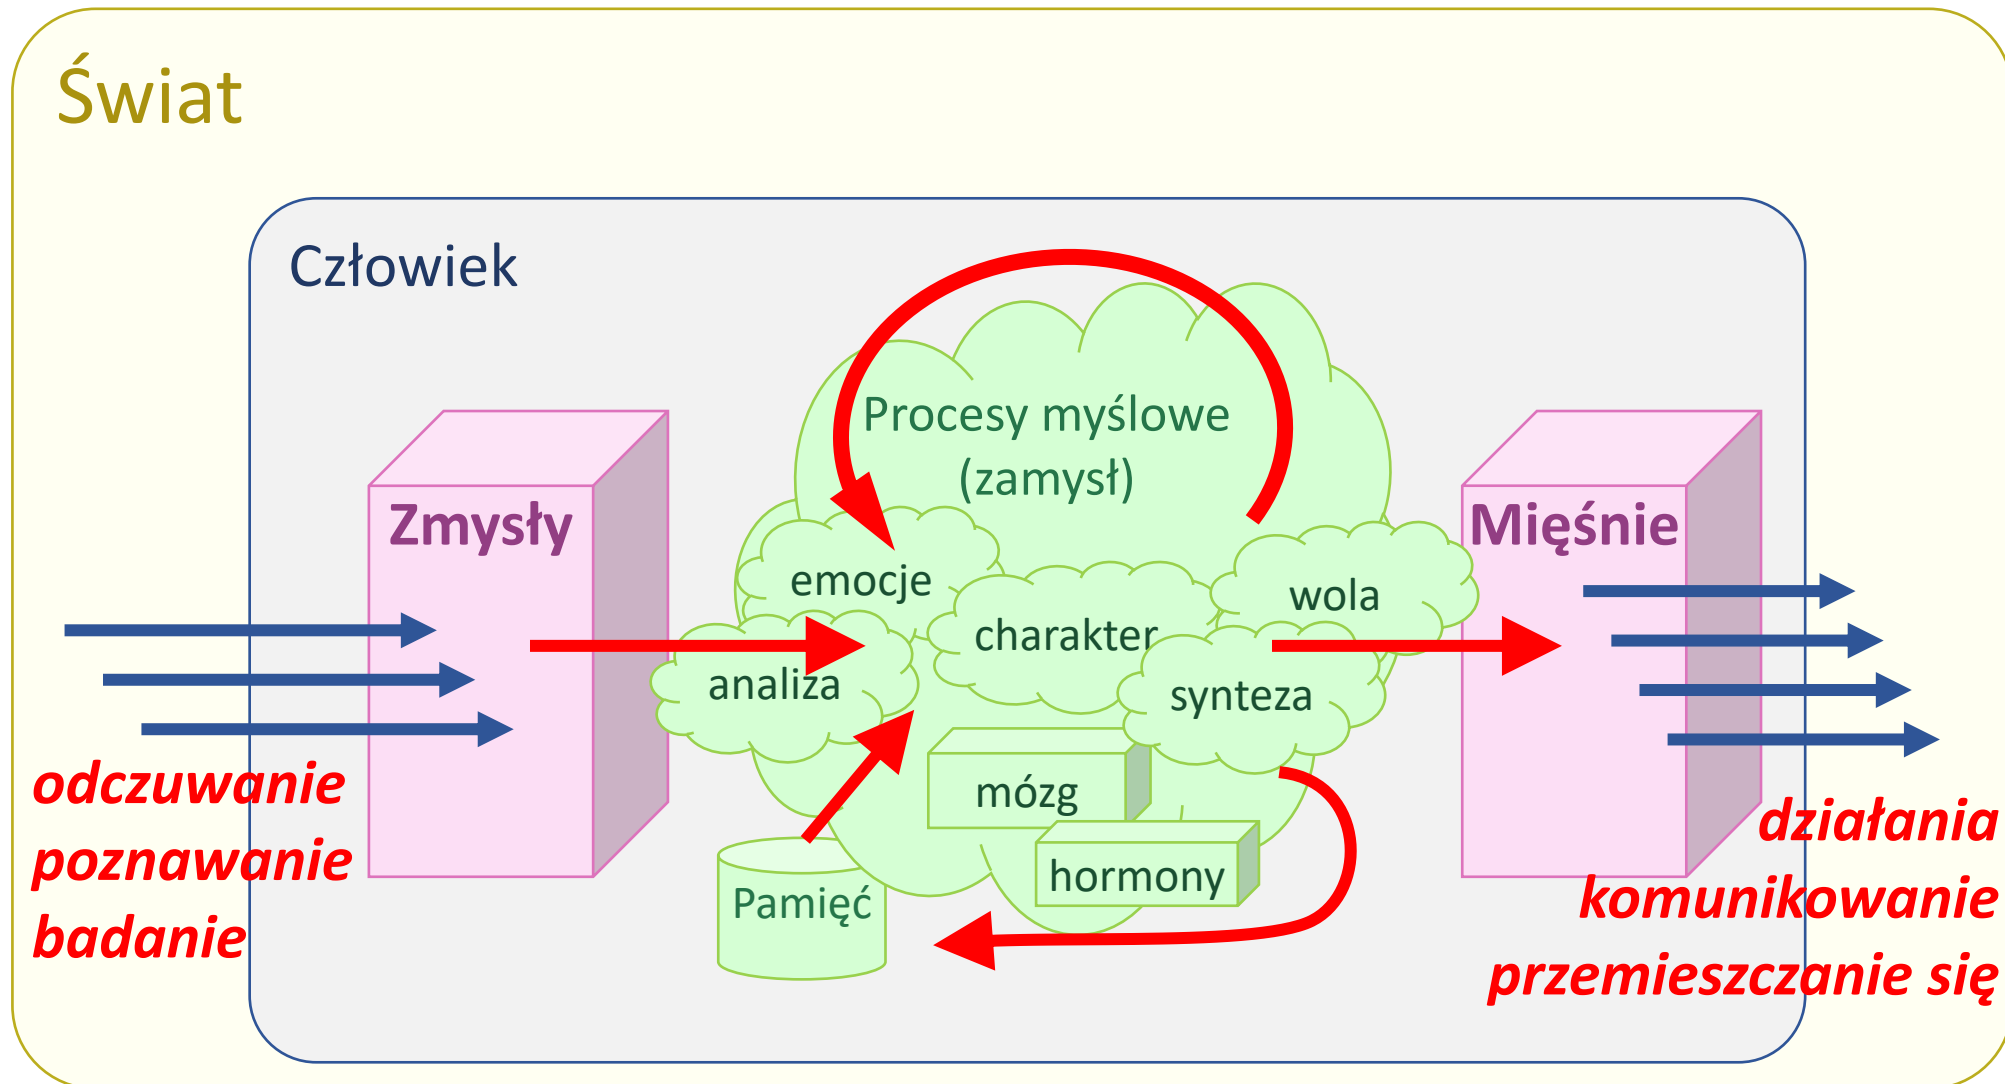 Świat
Człowiek
Procesy myślowe
(zamysł)
Zmysły
Mięśnie
emocje
wola
charakter
analiza
synteza
mózg
hormony
Pamięć
odczuwanie
poznawanie
badanie
działania
komunikowanie
przemieszczanie się